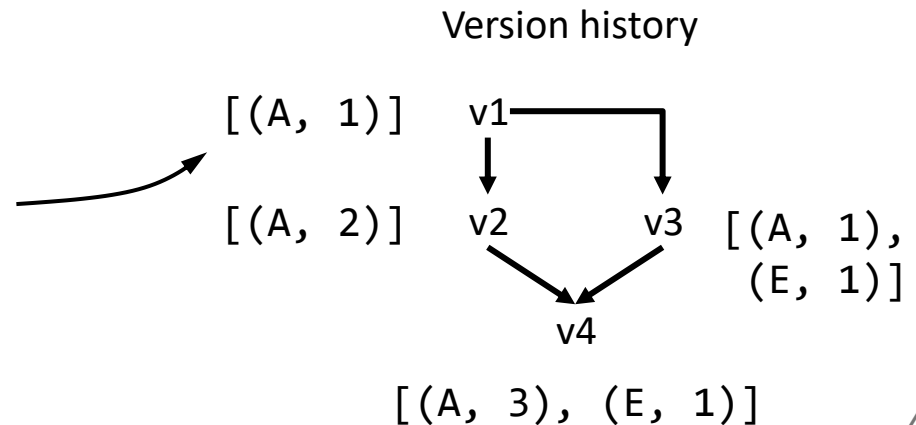 Version history
[(A, 1)] v1
[(A, 2)] v2 v3 [(A, 1),
(E, 1)]
v4
[(A, 3), (E, 1)]